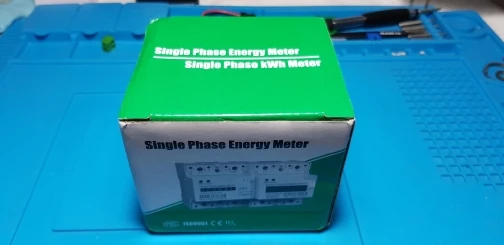 Single Phase Energy Meter
Single Phase kWh Meter
Single Phase Energy Meter
ISO9001 CE